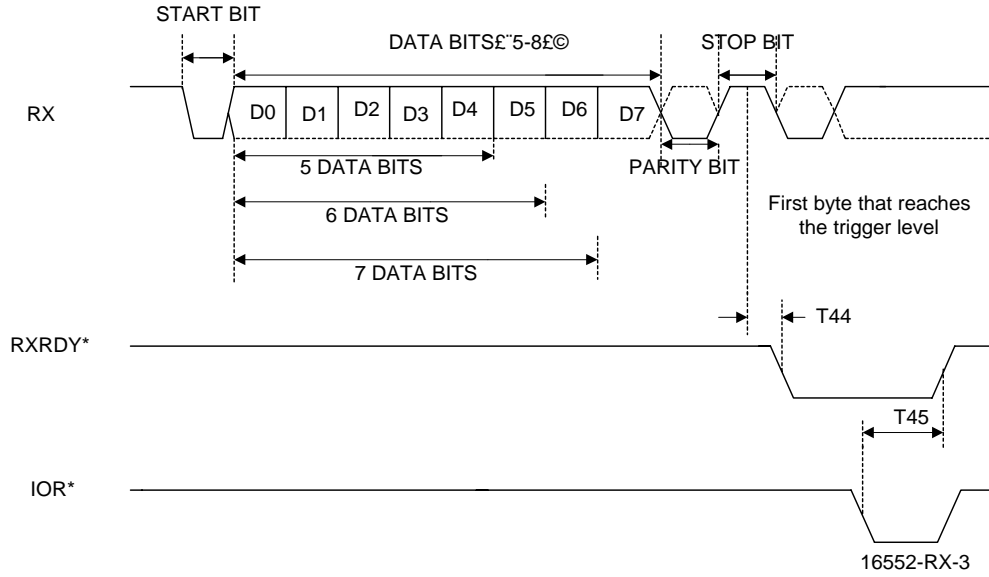 START BIT
DATA BITS£¨5-8£©
STOP BIT
RX
D0 D1 D2 D3 D4 D5 D6 D7
5 DATA BITS
PARITY BIT
6 DATA BITS
First byte that reaches
the trigger level
7 DATA BITS
T44
RXRDY*
T45
IOR*
16552-RX-3